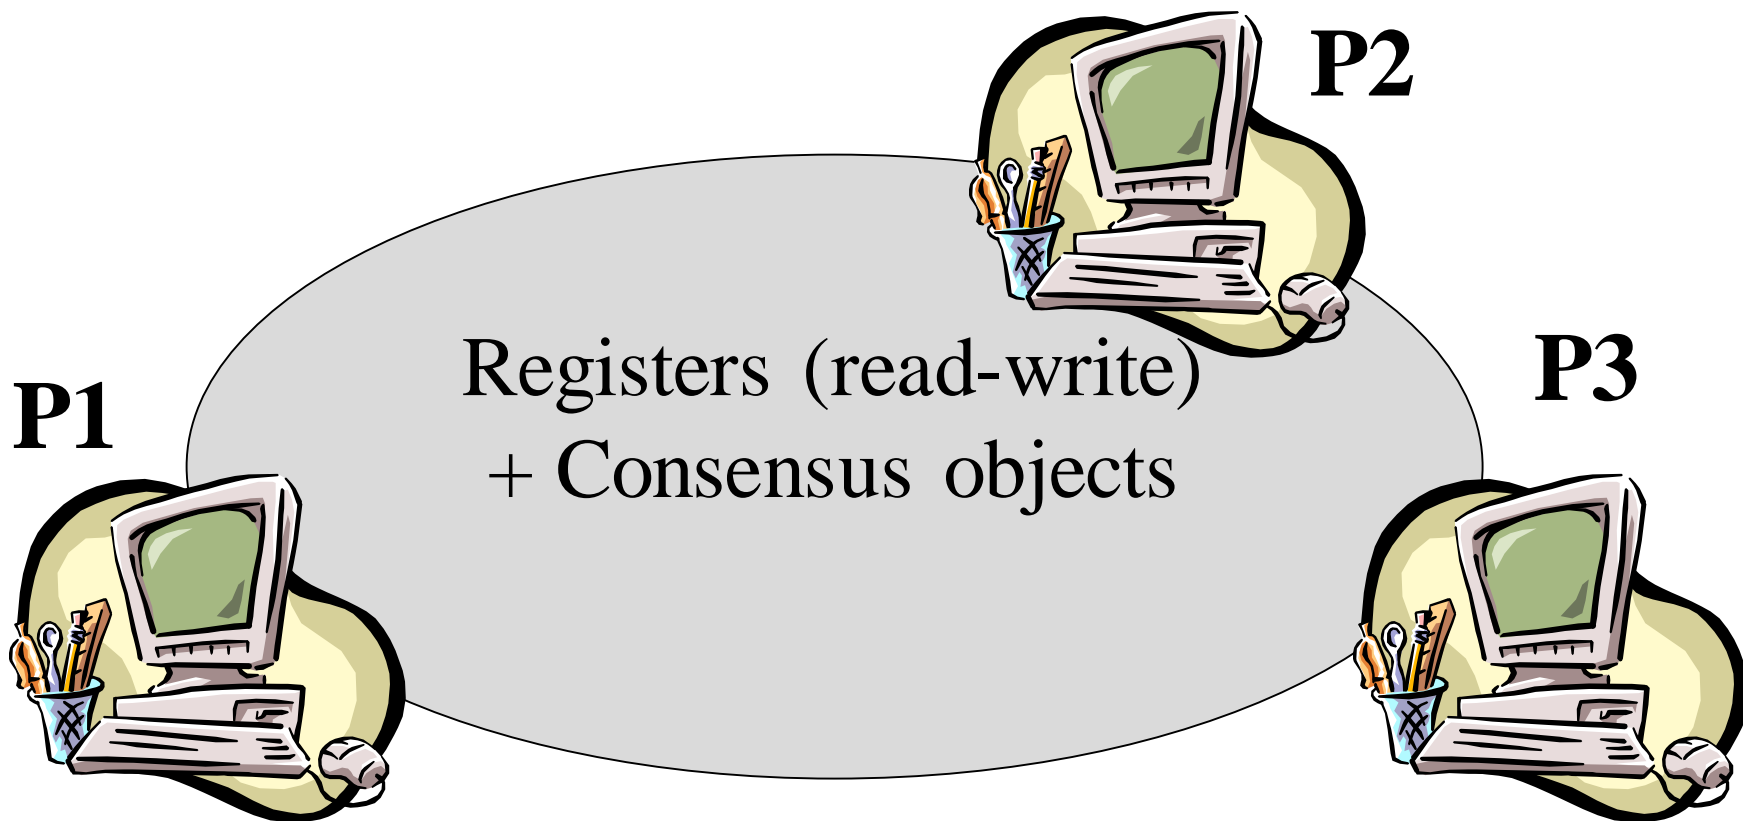 P2
Registers (read-write)
+ Consensus objects
P3
P1